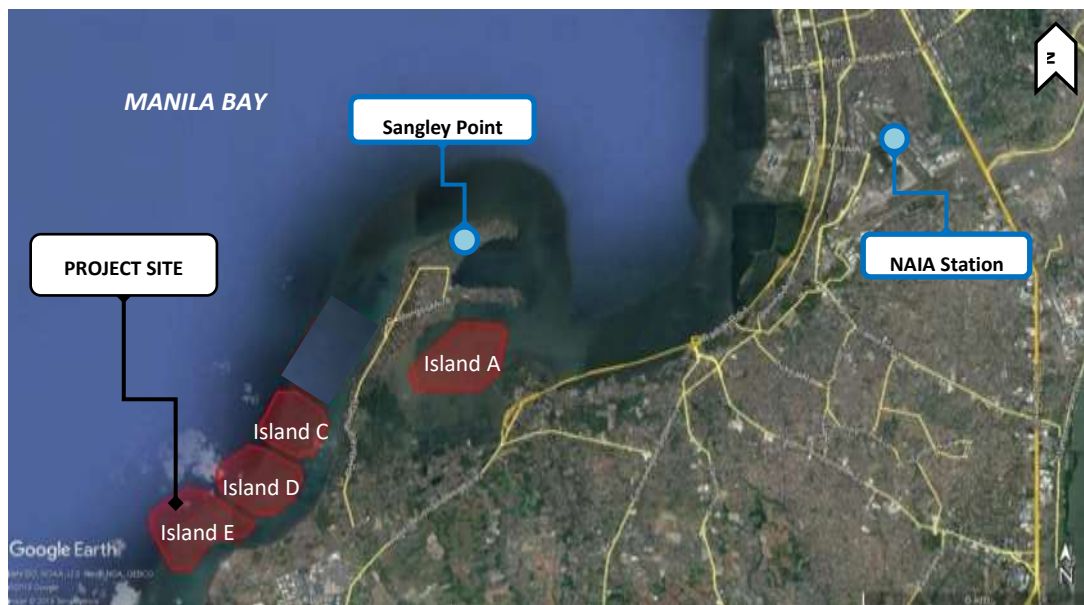 MANILA BAY
Sangley Point
PROJECT SITE
NAIA Station
Island A
Island C
Island D
Island E
Google Earth
N
N